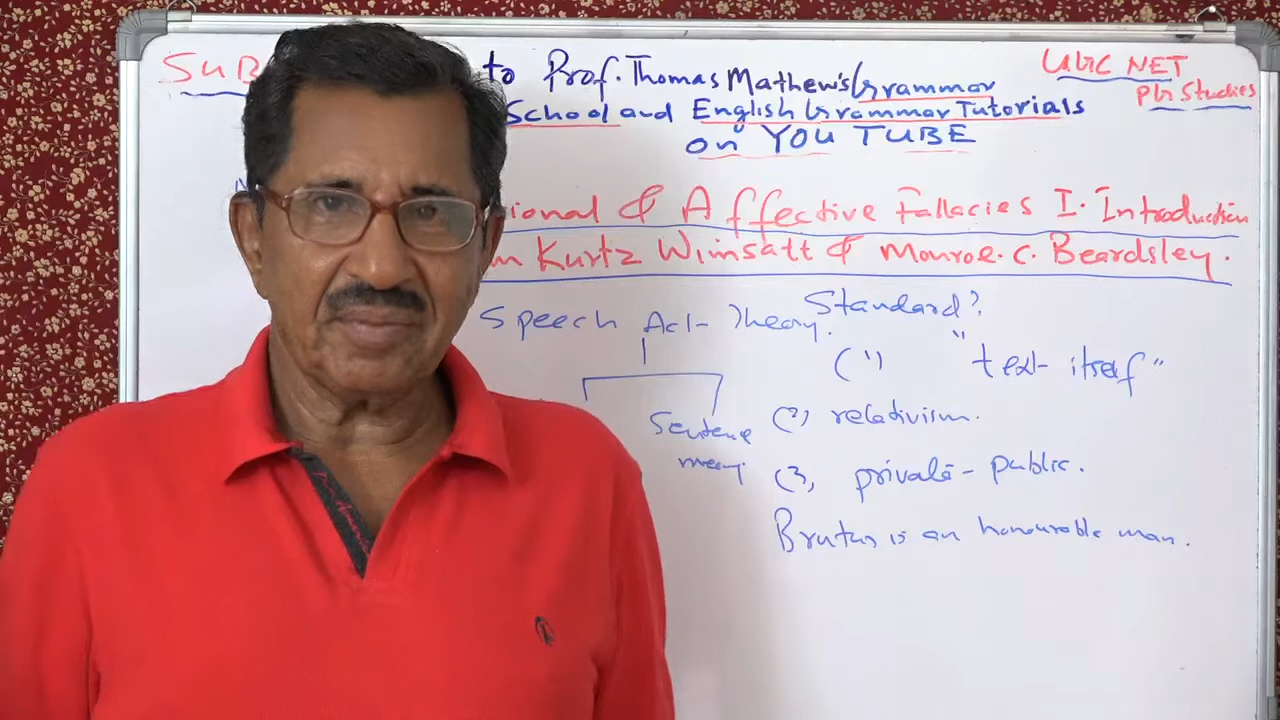 SUB to Prof. Thomas Mathew's Grammar
School and English Grammar Tutorials
on YOU TUBE
UGC NET
PG Studies
ional & Affective Fallacies I. Introduction
m Kurtz Wimsatt & Monroe. C. Beardsley.
Speech Act-Theory.
Standard?
(1) "text-itself"
(2) relativism.
Sentence
(3) private-public.
Brutus is an honourable man.